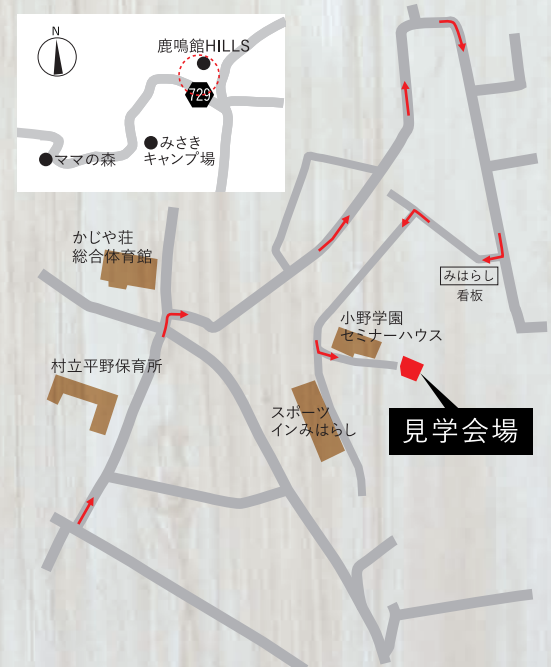 N
鹿鳴館HILLS
729
みさき
キャンプ場
ママの森
かじや荘
総合体育館
みはらし
看板
小野学園
セミナーハウス
村立平野保育所
スポーツ
インみはらし
見学会場